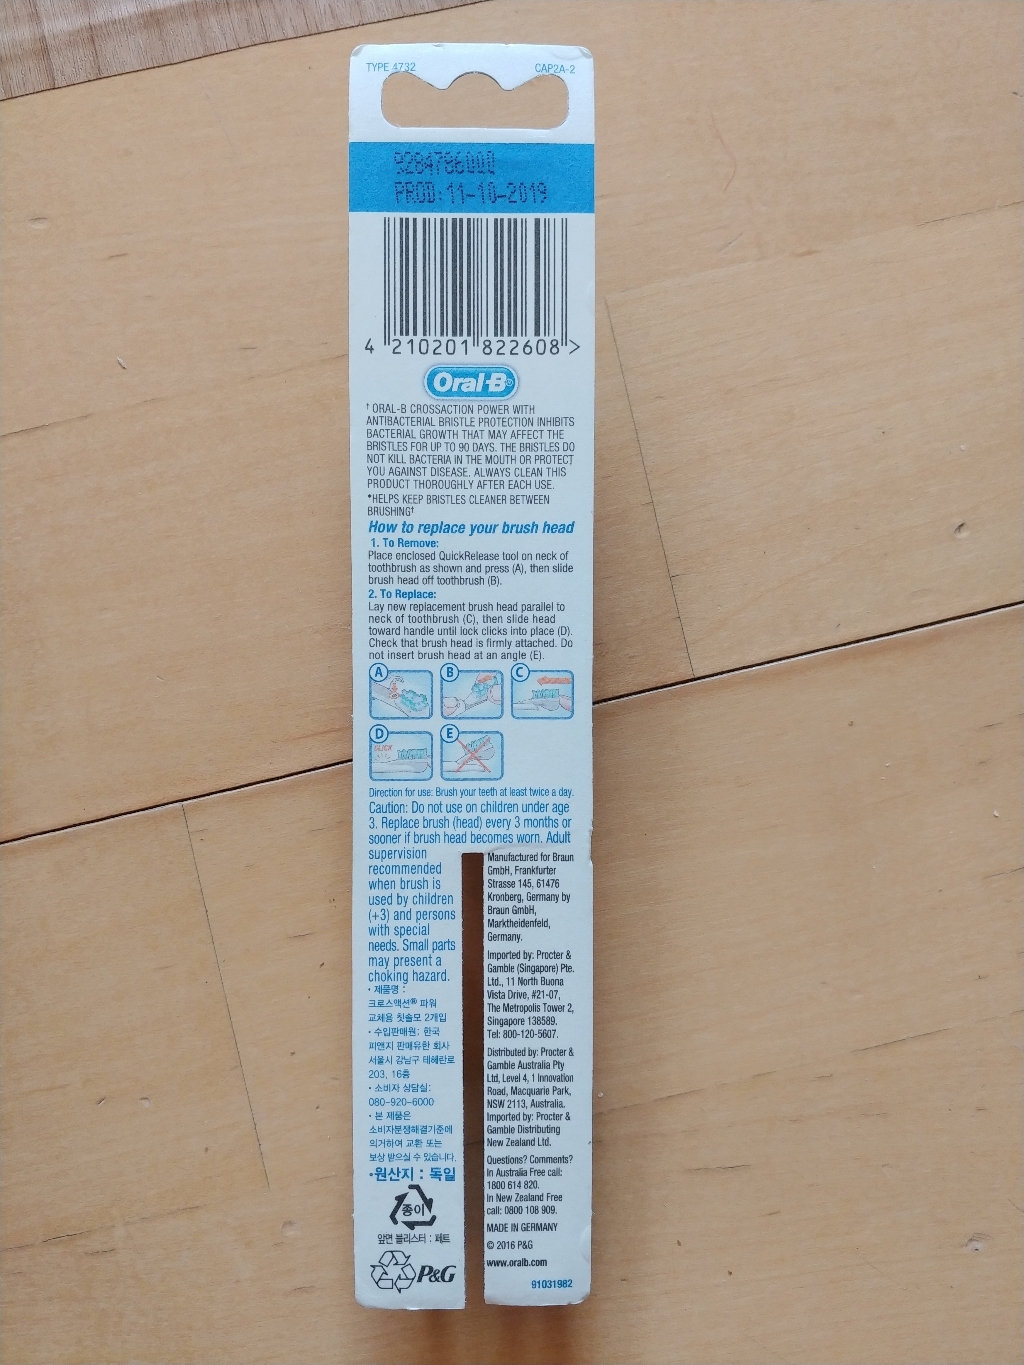 TYPE 4732
CAP2A-2
9284786000
PROD:11-10-2019
4 210201 822608 >
Oral-B®
† ORAL-B CROSSACTION POWER WITH
ANTIBACTERIAL BRISTLE PROTECTION INHIBITS
BACTERIAL GROWTH THAT MAY AFFECT THE
BRISTLES FOR UP TO 90 DAYS. THE BRISTLES DO
NOT KILL BACTERIA IN THE MOUTH OR PROTECT
YOU AGAINST DISEASE. ALWAYS CLEAN THIS
PRODUCT THOROUGHLY AFTER EACH USE.
*HELPS KEEP BRISTLES CLEANER BETWEEN
BRUSHING†
How to replace your brush head
1. To Remove:
Place enclosed QuickRelease tool on neck of
toothbrush as shown and press (A), then slide
brush head off toothbrush (B).
2. To Replace:
Lay new replacement brush head parallel to
neck of toothbrush (C), then slide head
toward handle until lock clicks into place (D).
Check that brush head is firmly attached. Do
not insert brush head at an angle (E).
A
B
C
D
CLICK
E
Direction for use: Brush your teeth at least twice a day.
Caution: Do not use on children under age
3. Replace brush (head) every 3 months or
sooner if brush head becomes worn. Adult
supervision
recommended
when brush is
used by children
(+3) and persons
with special
needs. Small parts
may present a
choking hazard.
• 제품명 :
크로스액션® 파워
교체용 칫솔모 2개입
• 수입판매원: 한국
피앤지 판매유한 회사
서울시 강남구 테헤란로
203, 16층
• 소비자 상담실:
080-920-6000
• 본 제품은
소비자분쟁해결기준에
의거하여 교환 또는
보상 받으실 수 있습니다.
•원산지 : 독일
종이
앞면 블리스터 : 페트
P&G
Manufactured for Braun
GmbH, Frankfurter
Strasse 145, 61476
Kronberg, Germany by
Braun GmbH,
Marktheidenfeld,
Germany.
Imported by: Procter &
Gamble (Singapore) Pte.
Ltd., 11 North Buona
Vista Drive, #21-07,
The Metropolis Tower 2,
Singapore 138589.
Tel: 800-120-5607.
Distributed by: Procter &
Gamble Australia Pty
Ltd, Level 4, 1 Innovation
Road, Macquarie Park,
NSW 2113, Australia.
Imported by: Procter &
Gamble Distributing
New Zealand Ltd.
Questions? Comments?
In Australia Free call:
1800 614 820.
In New Zealand Free
call: 0800 108 909.
MADE IN GERMANY
© 2016 P&G
www.oralb.com
91031982